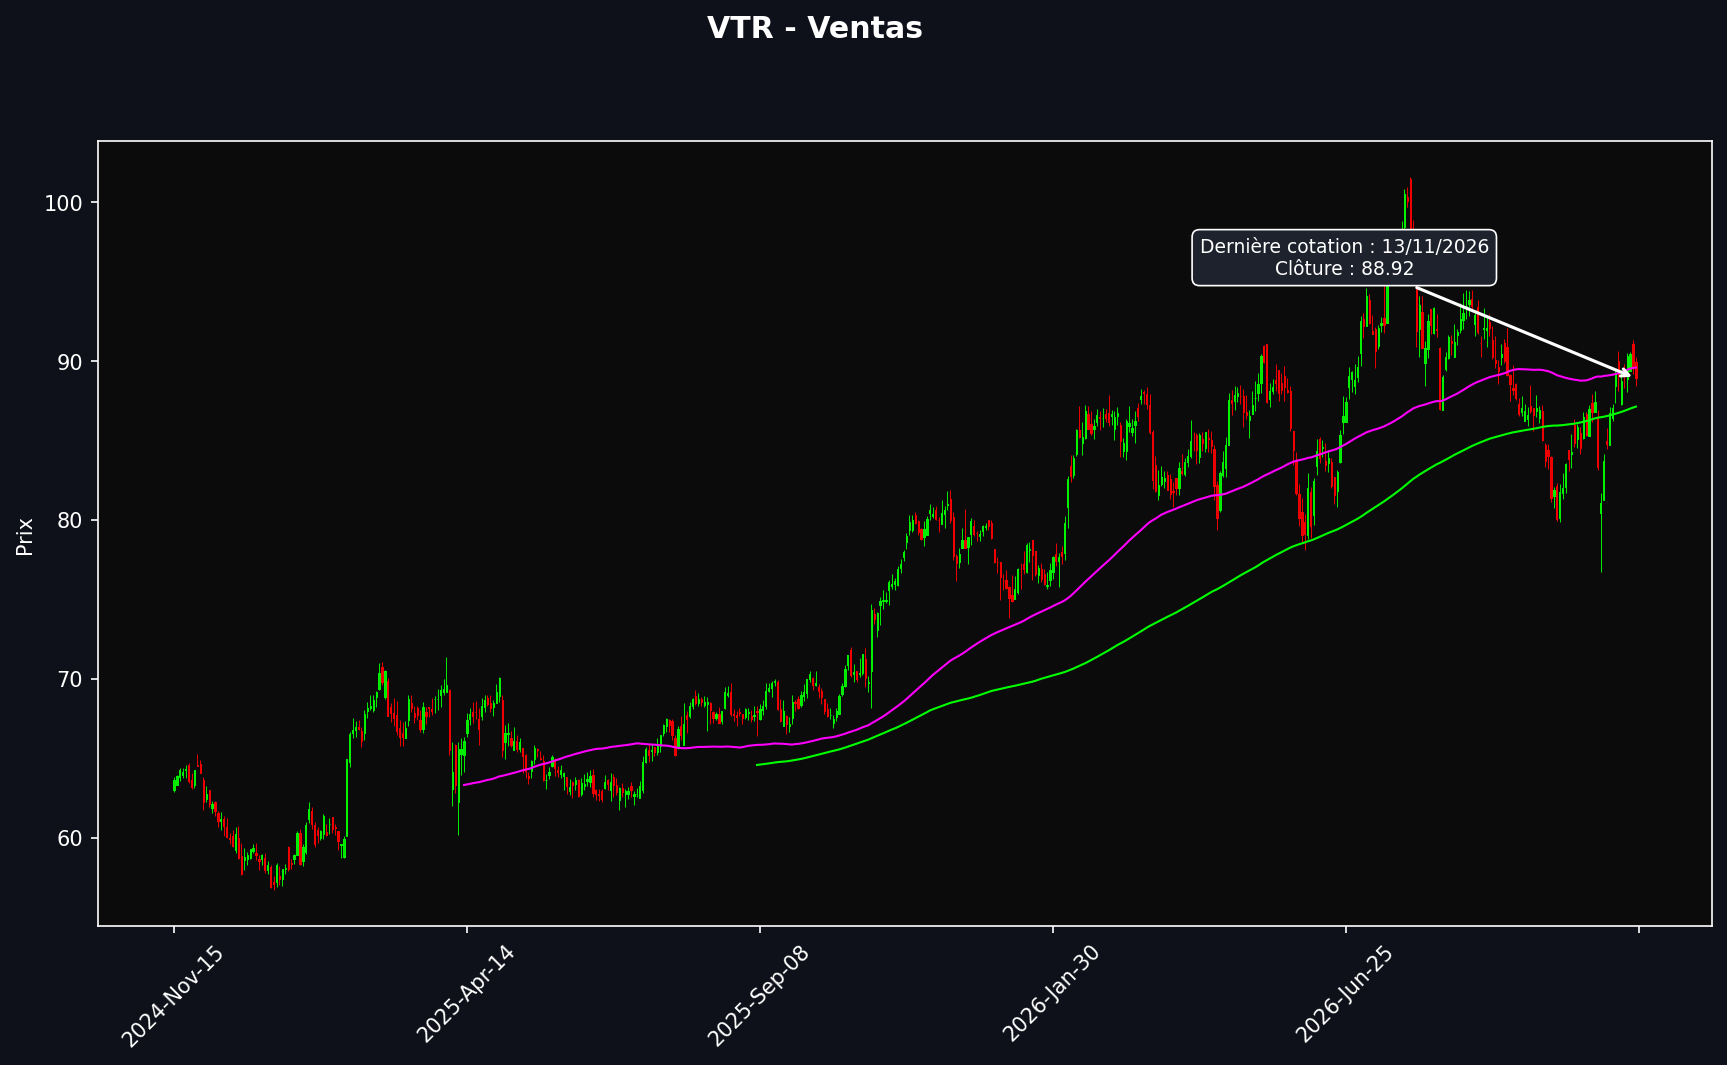 VTR - Ventas
100
90
80
70
60
Prix
Dernière cotation : 13/11/2026
Clôture : 88.92
2024-Nov-15
2025-Apr-14
2025-Sep-08
2026-Jan-30
2026-Jun-25